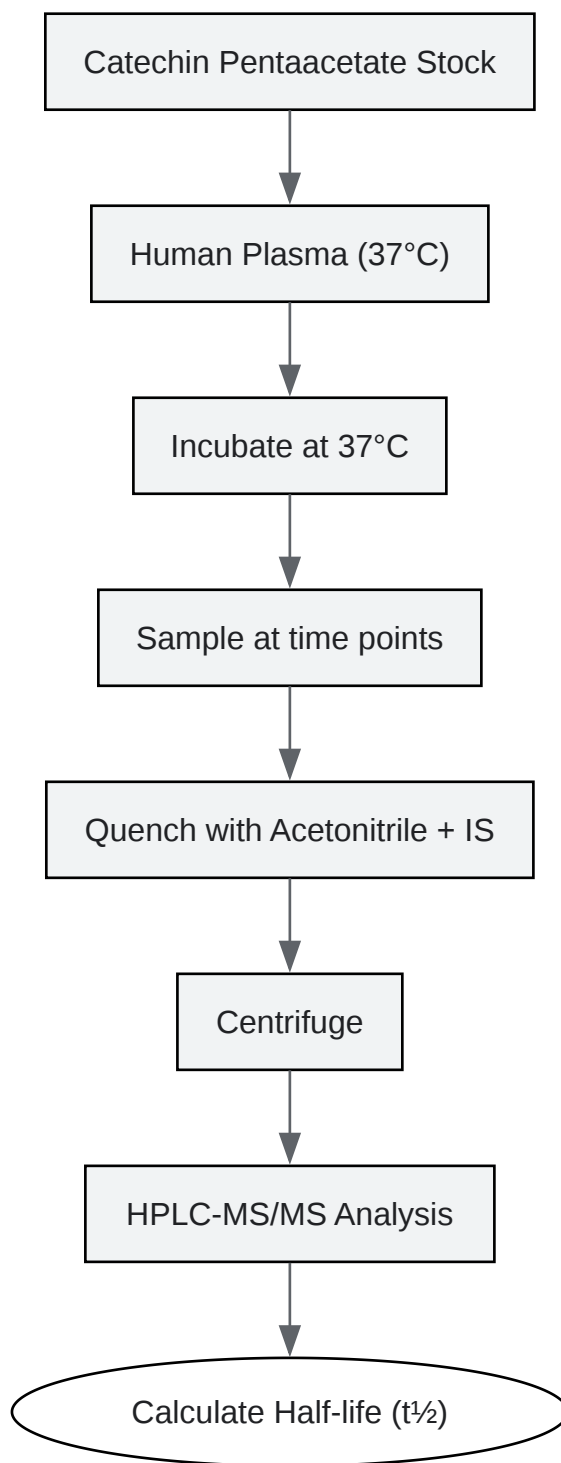 Catechin Pentaacetate Stock
Human Plasma (37°C)
Incubate at 37°C
Sample at time points
Quench with Acetonitrile + IS
Centrifuge
HPLC-MS/MS Analysis
Calculate Half-life (t½)